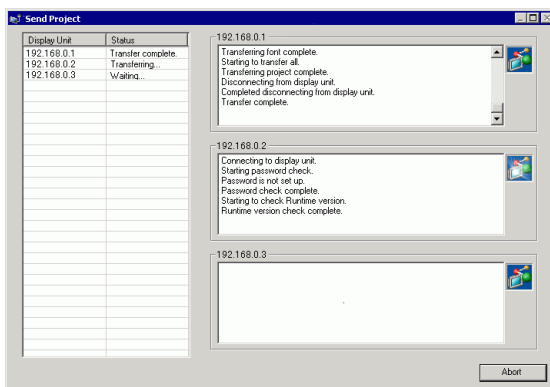 Send Project
Display Unit Status
192.168.0.1 Transfer complete.
192.168.0.2 Transferring...
192.168.0.3 Waiting...
192.168.0.1
Transferring font complete.
Starting to transfer all.
Transferring project complete.
Disconnecting from display unit.
Completed disconnecting from display unit.
Transfer complete.
192.168.0.2
Connecting to display unit.
Starting password check.
Password is not set up.
Password check complete.
Starting to check Runtime version.
Runtime version check complete.
192.168.0.3
Abort